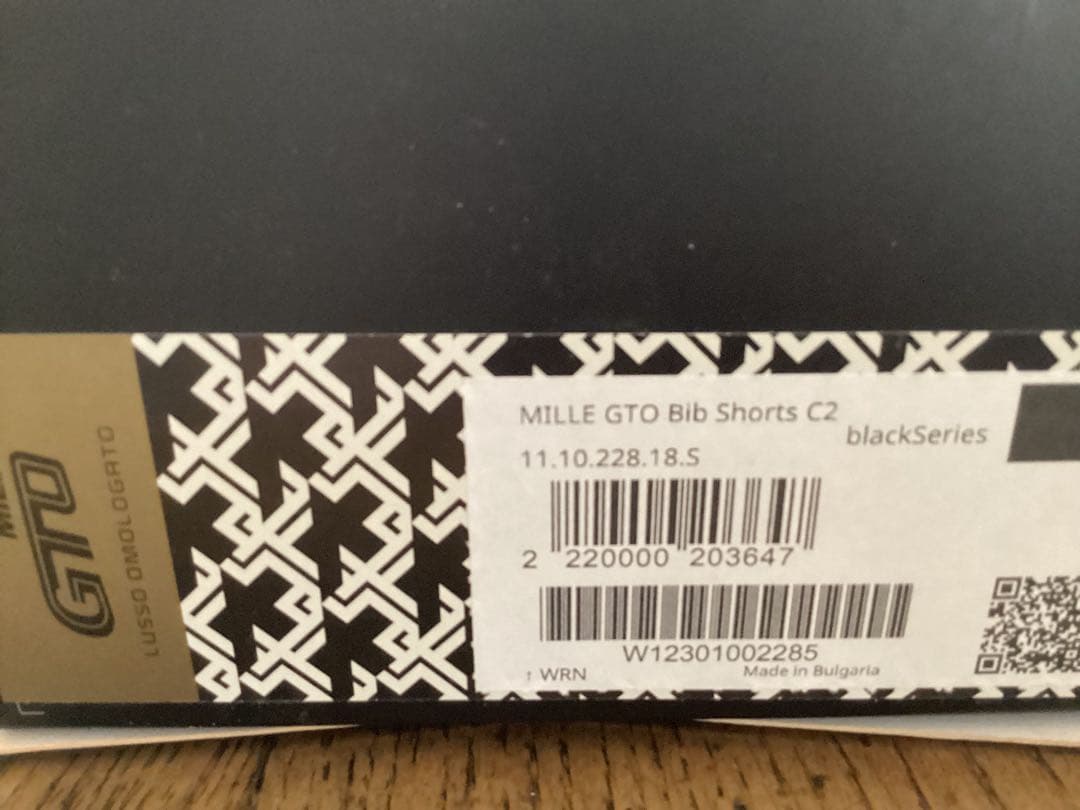 GTO
LUSSO OMOLOGATO
MILLE GTO Bib Shorts C2
blackSeries
11.10.228.18.S
2 220000 203647
W12301002285
WRN
Made in Bulgaria